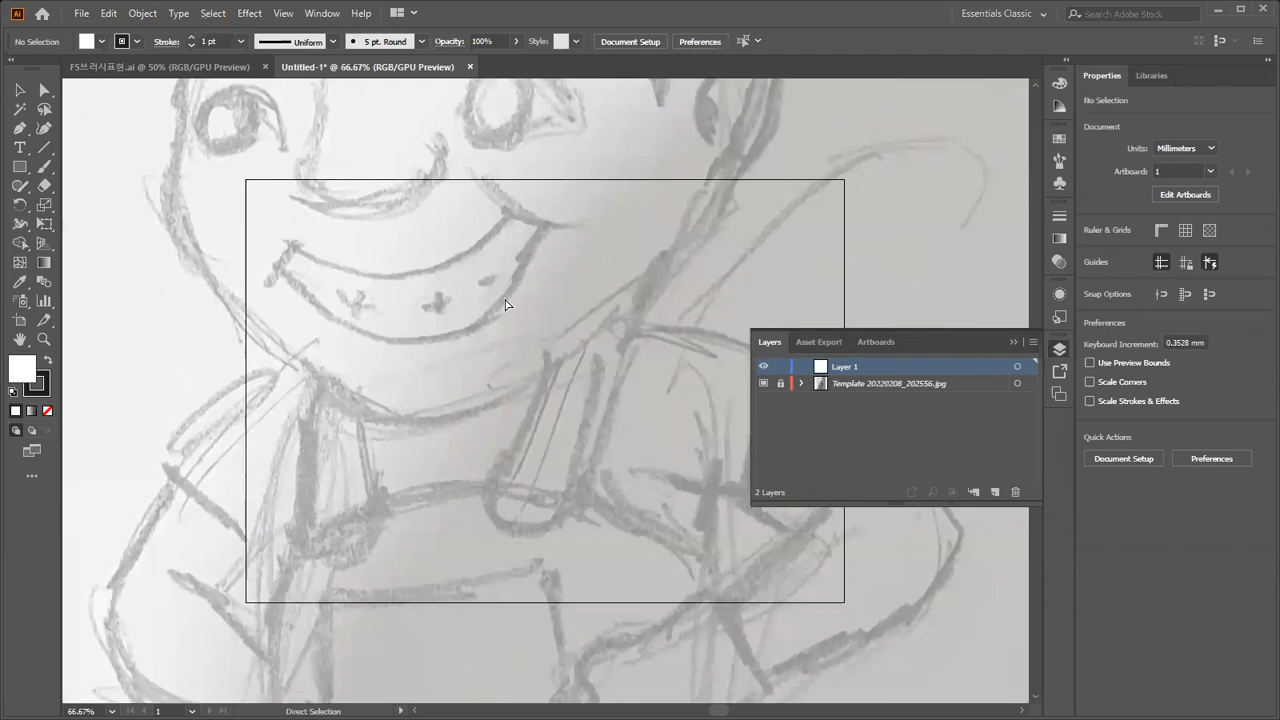 Ai File Edit Object Type Select Effect View Window Help Essentials Classic Search Adobe Stock
No Selection Stroke: 1 pt Uniform 5 pt. Round Opacity: 100% Style: Document Setup Preferences
F5브러시표현.ai @ 50% (RGB/GPU Preview) Untitled-1* @ 66.67% (RGB/GPU Preview)
Properties Libraries
No Selection
Document
Units: Millimeters
Artboard: 1
Edit Artboards
Ruler & Grids
Guides
Snap Options
Preferences
Keyboard Increment: 0.3528 mm
Use Preview Bounds
Scale Corners
Scale Strokes & Effects
Quick Actions
Document Setup Preferences
Layers Asset Export Artboards
Layer 1
Template 20220208_202556.jpg
2 Layers
66.67% 1 Direct Selection